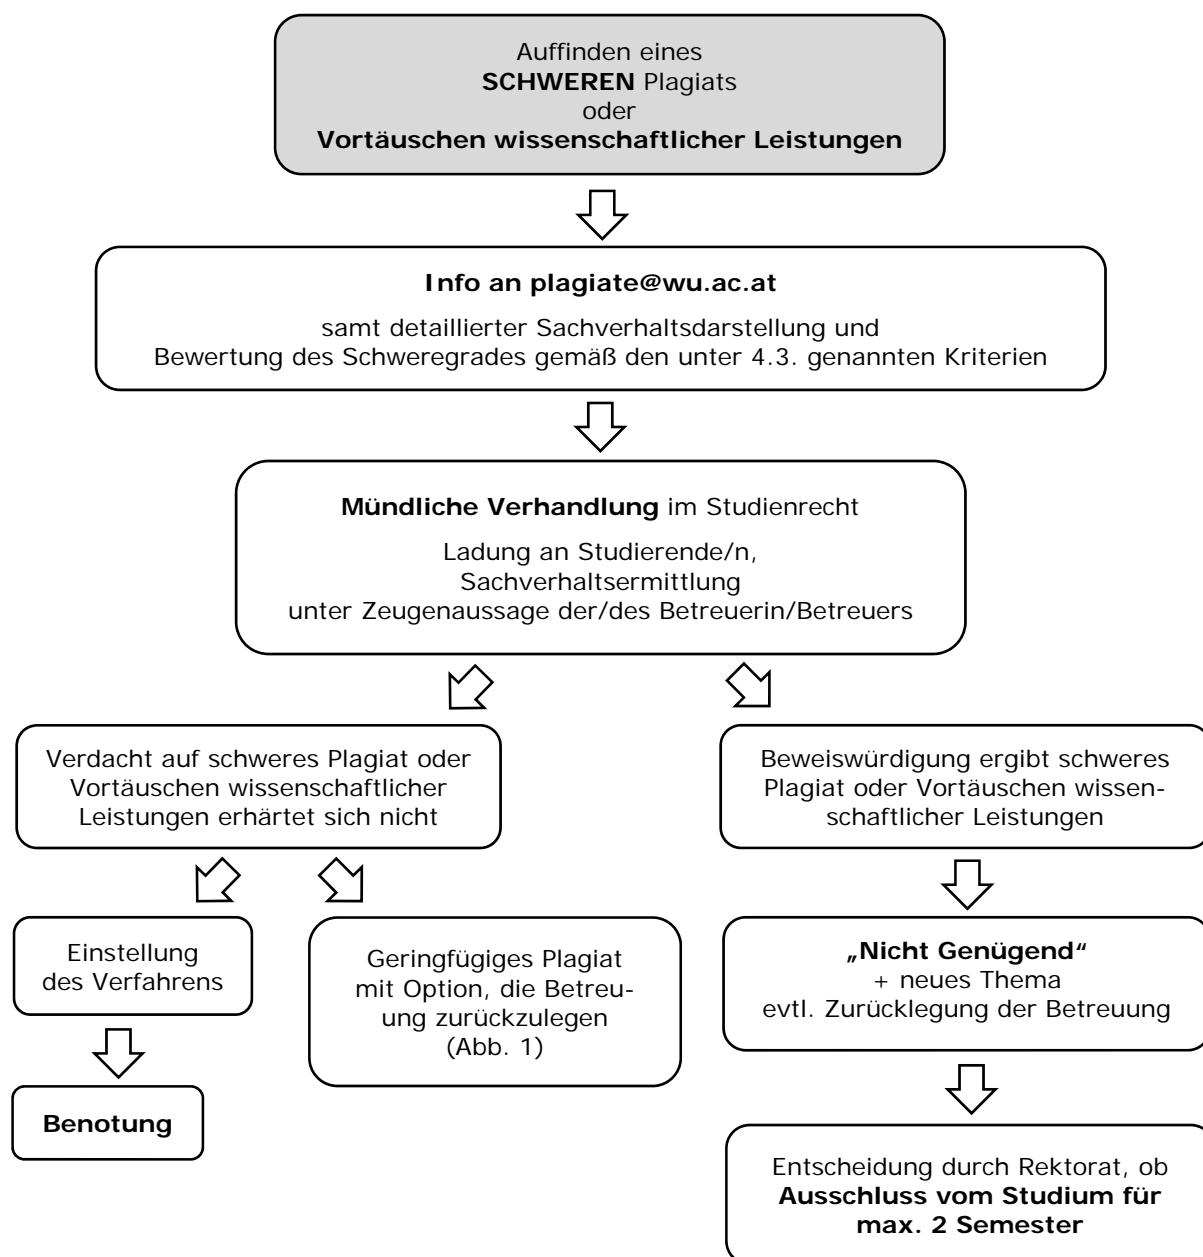 Auffinden eines
SCHWEREN Plagiats
oder
Vortäuschen wissenschaftlicher Leistungen
Info an plagiate@wu.ac.at
samt detaillierter Sachverhaltsdarstellung und
Bewertung des Schweregrades gemäß den unter 4.3. genannten Kriterien
Mündliche Verhandlung im Studienrecht
Ladung an Studierende/n,
Sachverhaltsermittlung
unter Zeugenaussage der/des Betreuerin/Betreuers
Verdacht auf schweres Plagiat oder
Vortäuschen wissenschaftlicher
Leistungen erhärtet sich nicht
Beweiswürdigung ergibt schweres
Plagiat oder Vortäuschen wissen-
schaftlicher Leistungen
Einstellung
des Verfahrens
Geringfügiges Plagiat
mit Option, die Betreu-
ung zurückzulegen
(Abb. 1)
„Nicht Genügend“
+ neues Thema
evtl. Zurücklegung der Betreuung
Benotung
Entscheidung durch Rektorat, ob
Ausschluss vom Studium für
max. 2 Semester